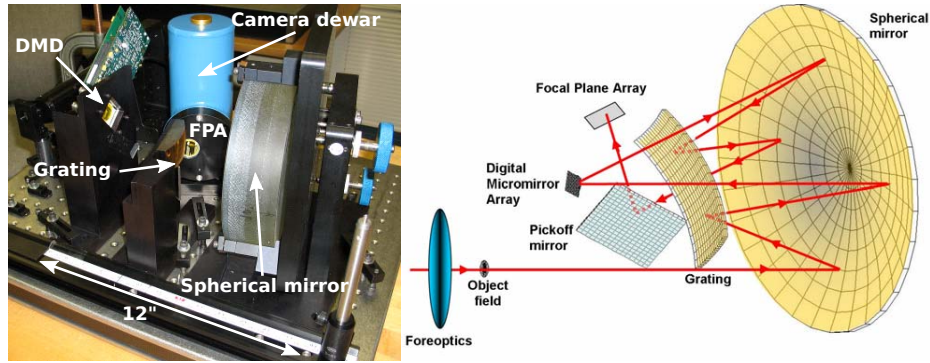 Camera dewar
DMD
FPA
Grating
Spherical mirror
12"
Spherical
mirror
Focal Plane Array
Digital
Micromirror
Array
Pickoff
mirror
Grating
Object
field
Foreoptics